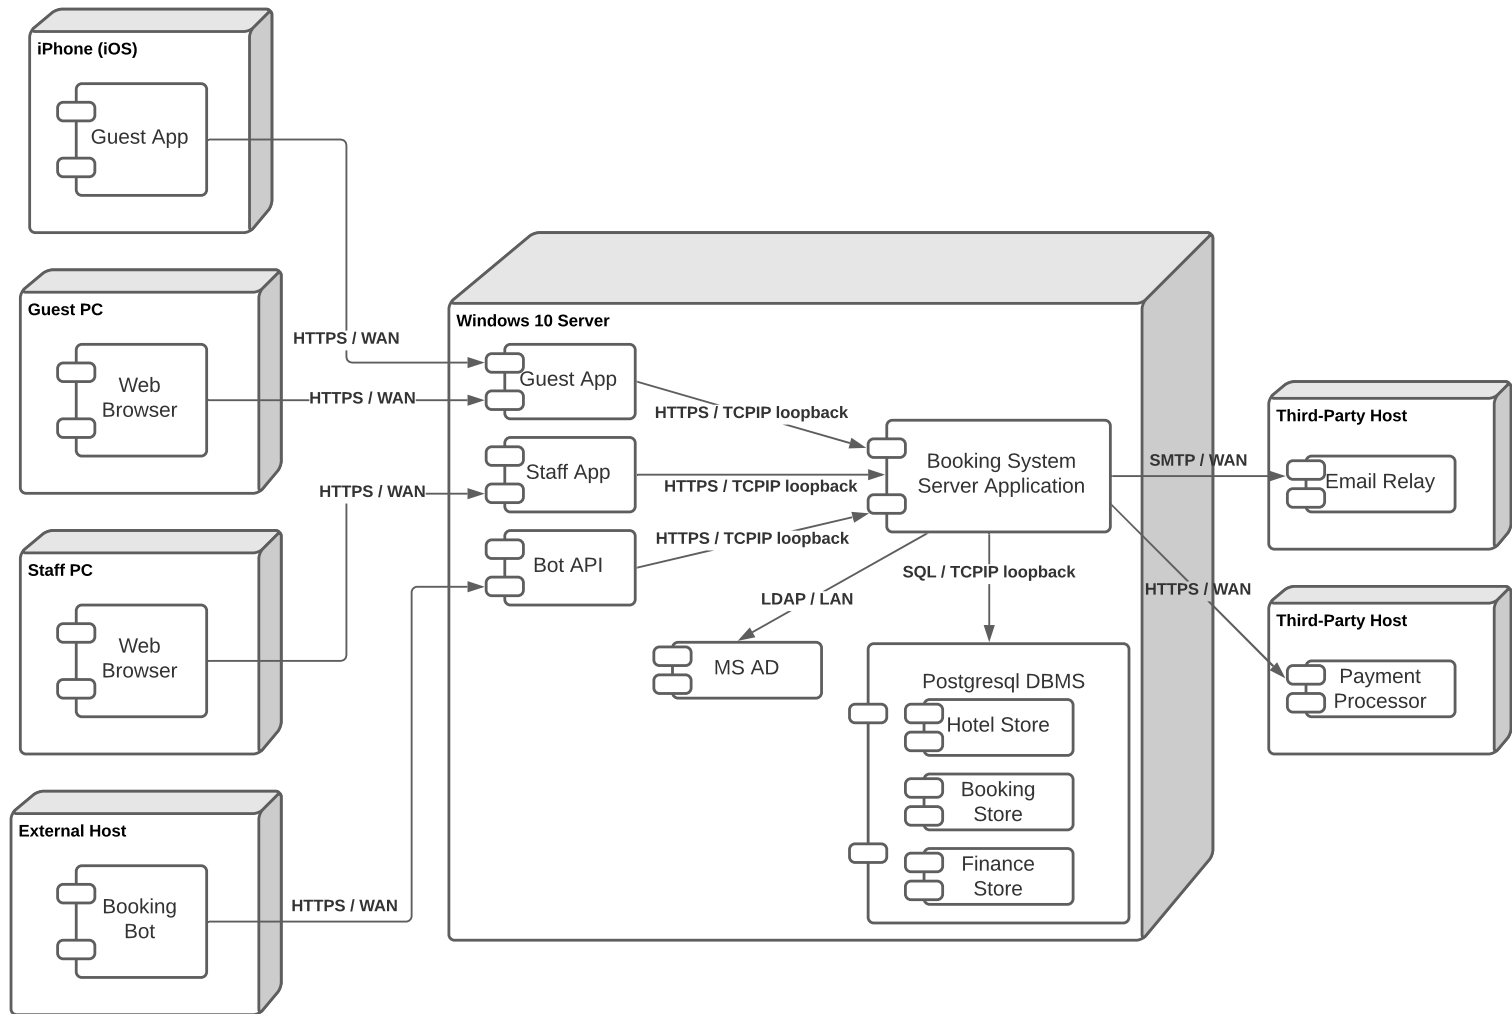 iPhone (iOS)
Guest App
Guest PC
Web
Browser
Staff PC
Web
Browser
External Host
Booking
Bot
HTTPS / WAN
HTTPS / WAN
HTTPS / WAN
HTTPS / WAN
Windows 10 Server
Guest App
Staff App
Bot API
HTTPS / TCPIP loopback
HTTPS / TCPIP loopback
HTTPS / TCPIP loopback
Booking System
Server Application
LDAP / LAN
SQL / TCPIP loopback
MS AD
Postgresql DBMS
Hotel Store
Booking
Store
Finance
Store
SMTP / WAN
HTTPS / WAN
Third-Party Host
Email Relay
Third-Party Host
Payment
Processor